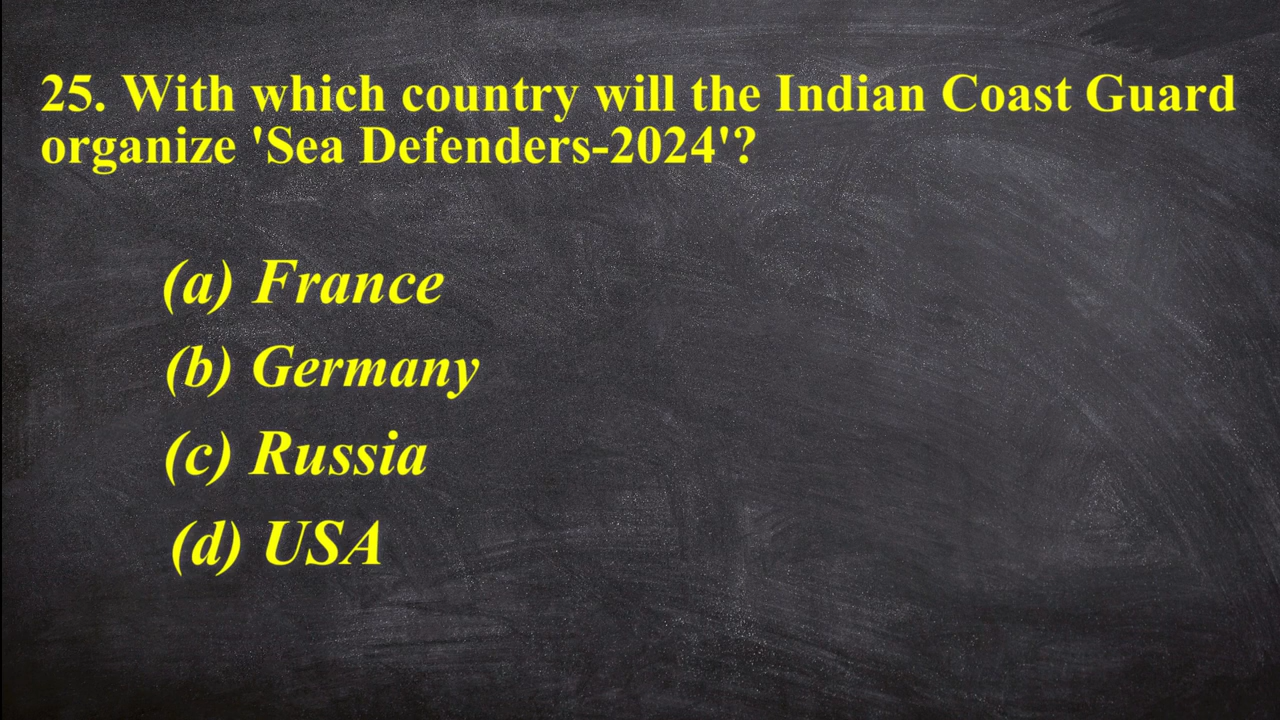 25. With which country will the Indian Coast Guard
organize 'Sea Defenders-2024'?
(a) France
(b) Germany
(c) Russia
(d) USA